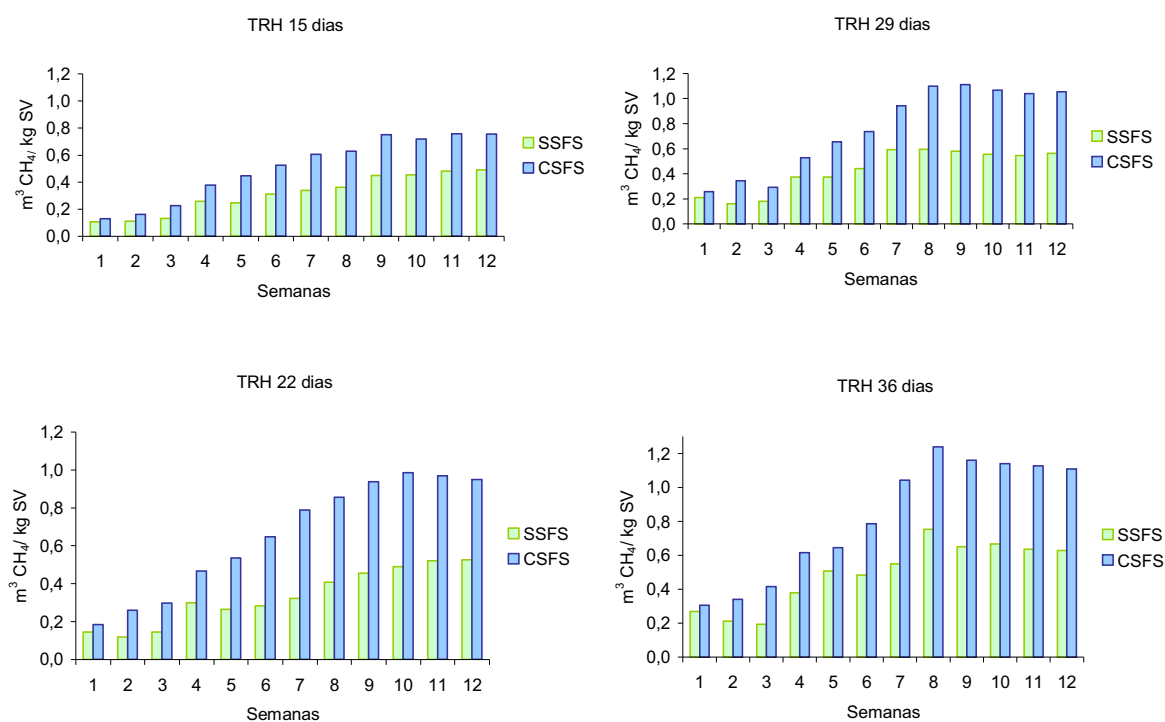 TRH 15 dias
1,2
1,0
0,8
0,6
0,4
0,2
0,0
m³ CH₄/ kg SV
1 2 3 4 5 6 7 8 9 10 11 12
Semanas
SSFS
CSFS
TRH 29 dias
1,2
1,0
0,8
0,6
0,4
0,2
0,0
m³ CH₄/ kg SV
1 2 3 4 5 6 7 8 9 10 11 12
Semanas
SSFS
CSFS
TRH 22 dias
1,2
1,0
0,8
0,6
0,4
0,2
0,0
m³ CH₄/ kg SV
1 2 3 4 5 6 7 8 9 10 11 12
Semanas
SSFS
CSFS
TRH 36 dias
1,2
1,0
0,8
0,6
0,4
0,2
0,0
m³ CH₄/ kg SV
1 2 3 4 5 6 7 8 9 10 11 12
Semanas
SSFS
CSFS